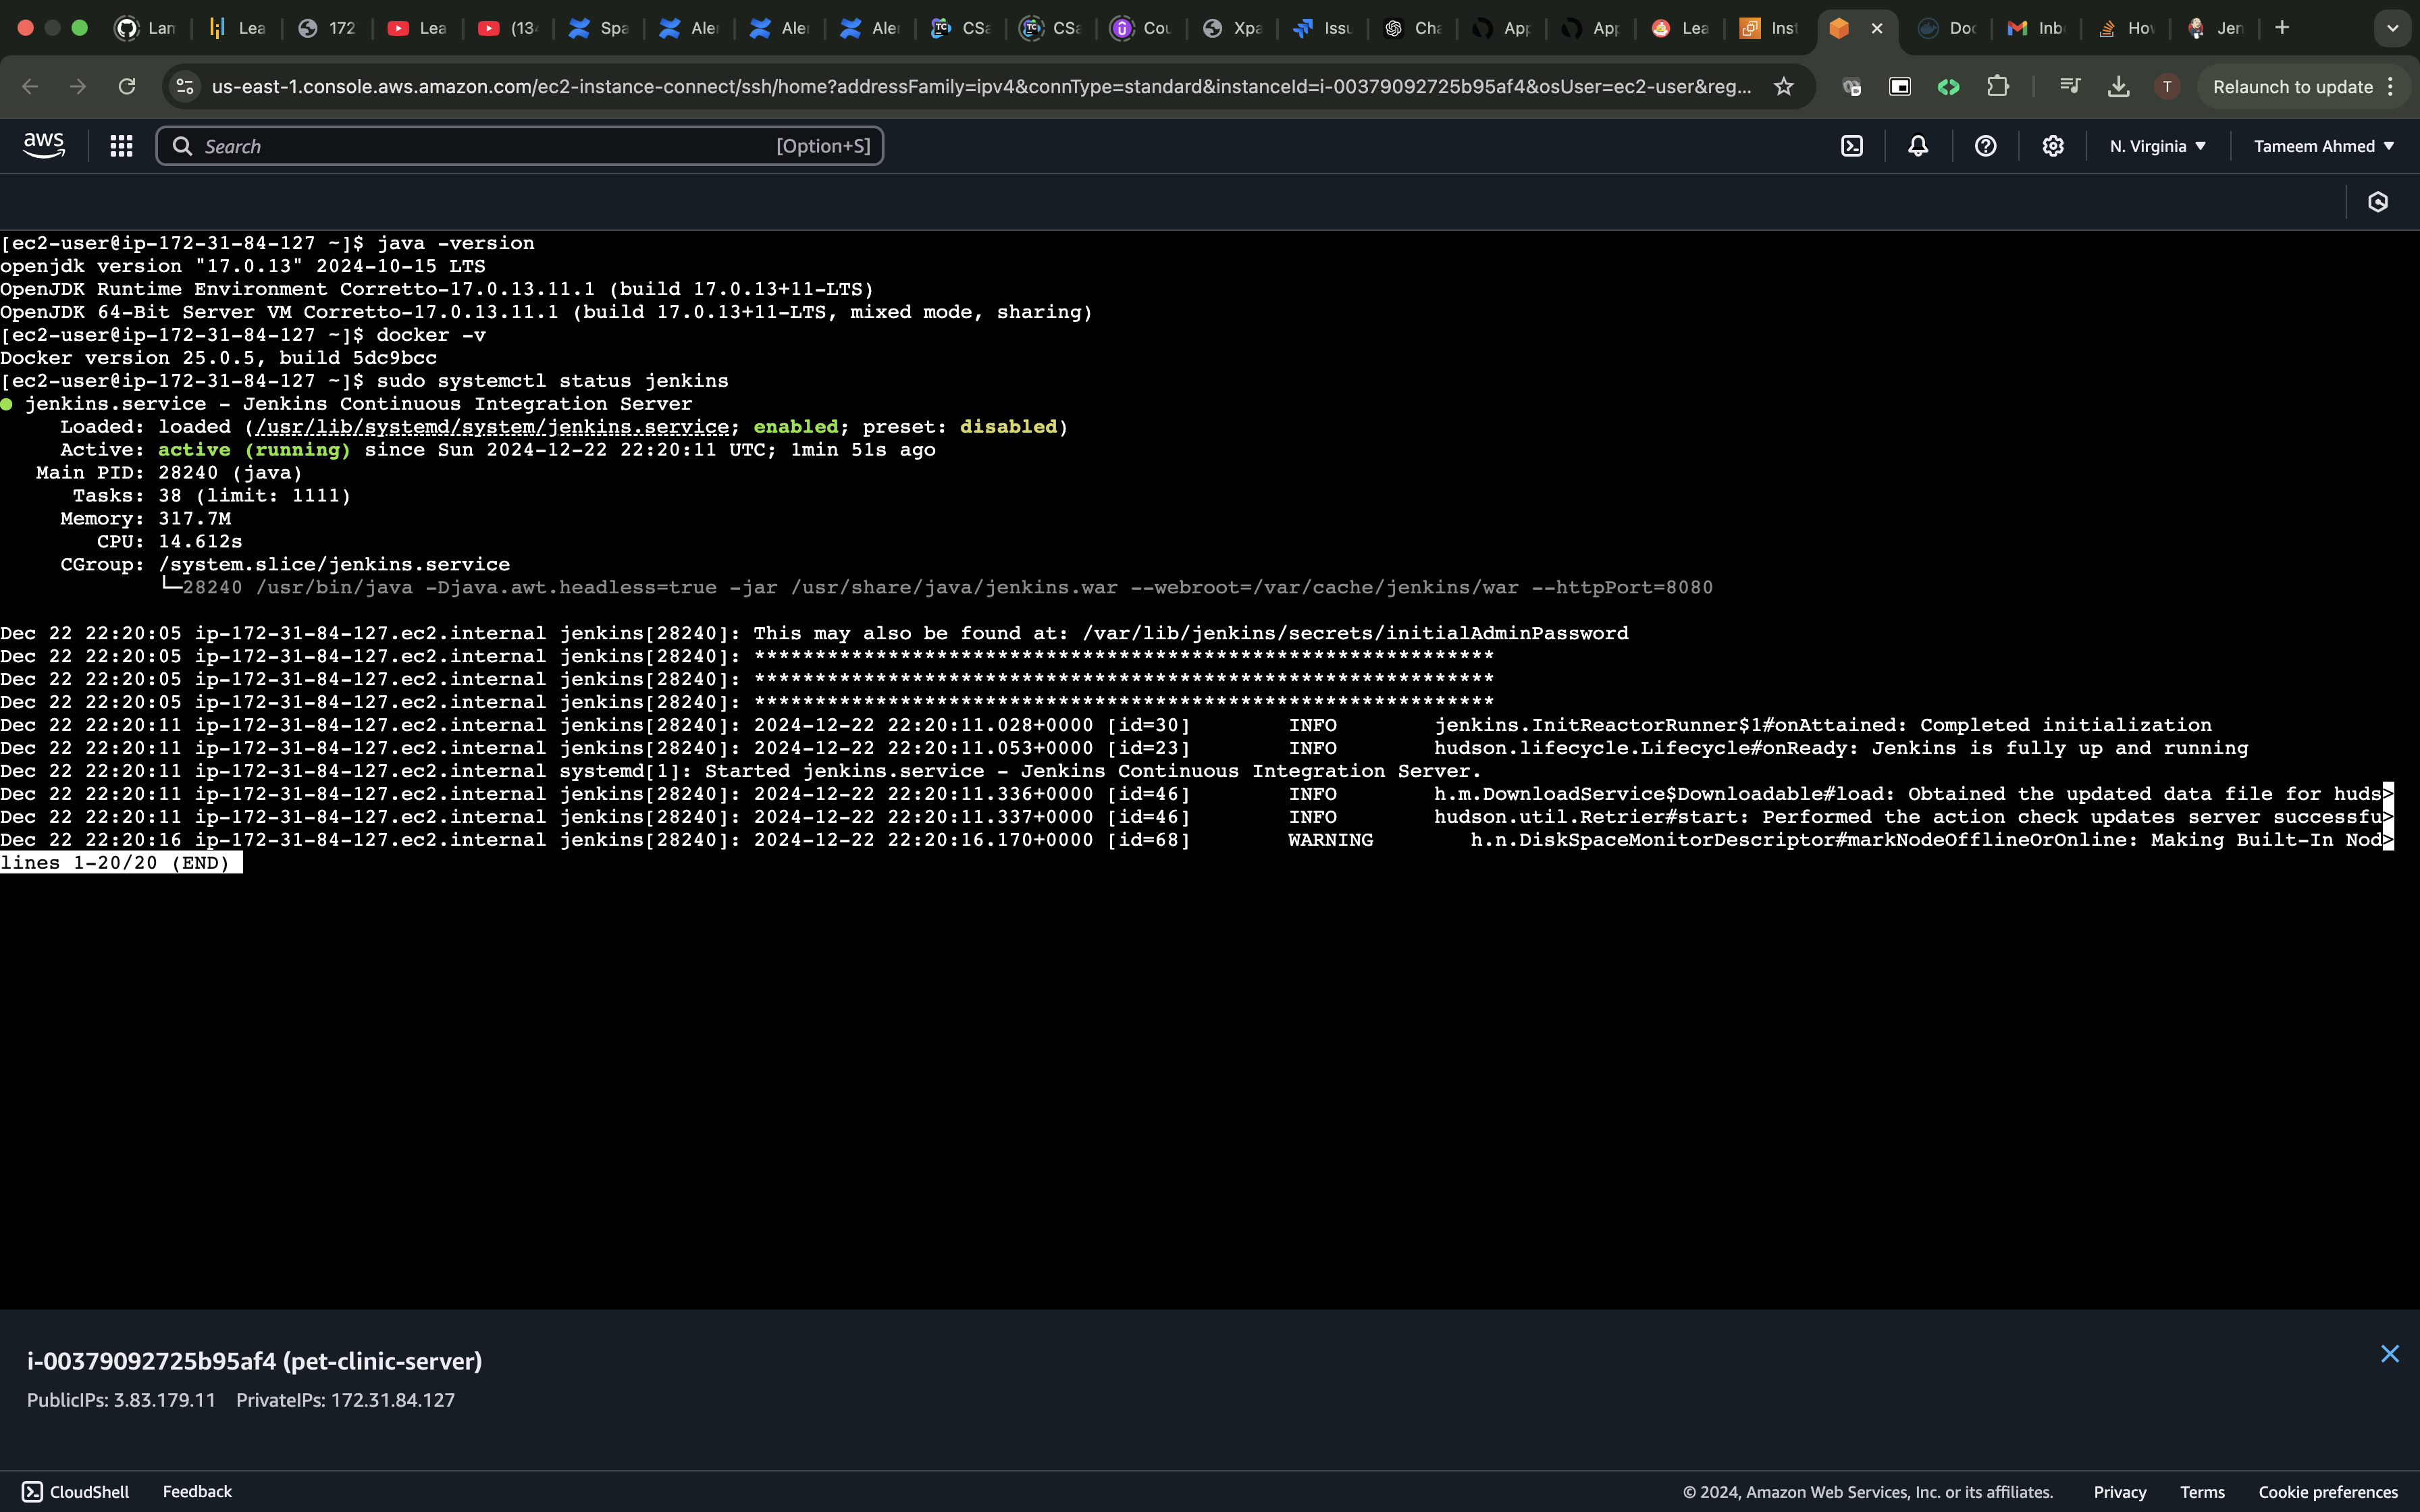 Lam
Lea
172
Lea
(134
Spa
Aler
Aler
Aler
CSa
CSa
Cou
Xpa
Issu
Cha
App
App
Lea
Inst
Doc
Inbo
How
Jen
us-east-1.console.aws.amazon.com/ec2-instance-connect/ssh/home?addressFamily=ipv4&connType=standard&instanceId=i-00379092725b95af4&osUser=ec2-user&reg...
T
Relaunch to update
aws
Search
[Option+S]
N. Virginia
Tameem Ahmed
[ec2-user@ip-172-31-84-127 ~]$ java -version
openjdk version "17.0.13" 2024-10-15 LTS
OpenJDK Runtime Environment Corretto-17.0.13.11.1 (build 17.0.13+11-LTS)
OpenJDK 64-Bit Server VM Corretto-17.0.13.11.1 (build 17.0.13+11-LTS, mixed mode, sharing)
[ec2-user@ip-172-31-84-127 ~]$ docker -v
Docker version 25.0.5, build 5dc9bcc
[ec2-user@ip-172-31-84-127 ~]$ sudo systemctl status jenkins
● jenkins.service - Jenkins Continuous Integration Server
Loaded: loaded (/usr/lib/systemd/system/jenkins.service; enabled; preset: disabled)
Active: active (running) since Sun 2024-12-22 22:20:11 UTC; 1min 51s ago
Main PID: 28240 (java)
Tasks: 38 (limit: 1111)
Memory: 317.7M
CPU: 14.612s
CGroup: /system.slice/jenkins.service
└─28240 /usr/bin/java -Djava.awt.headless=true -jar /usr/share/java/jenkins.war --webroot=/var/cache/jenkins/war --httpPort=8080
Dec 22 22:20:05 ip-172-31-84-127.ec2.internal jenkins[28240]: This may also be found at: /var/lib/jenkins/secrets/initialAdminPassword
Dec 22 22:20:05 ip-172-31-84-127.ec2.internal jenkins[28240]: *************************************************************
Dec 22 22:20:05 ip-172-31-84-127.ec2.internal jenkins[28240]: *************************************************************
Dec 22 22:20:05 ip-172-31-84-127.ec2.internal jenkins[28240]: *************************************************************
Dec 22 22:20:11 ip-172-31-84-127.ec2.internal jenkins[28240]: 2024-12-22 22:20:11.028+0000 [id=30] INFO jenkins.InitReactorRunner$1#onAttained: Completed initialization
Dec 22 22:20:11 ip-172-31-84-127.ec2.internal jenkins[28240]: 2024-12-22 22:20:11.053+0000 [id=23] INFO hudson.lifecycle.Lifecycle#onReady: Jenkins is fully up and running
Dec 22 22:20:11 ip-172-31-84-127.ec2.internal systemd[1]: Started jenkins.service - Jenkins Continuous Integration Server.
Dec 22 22:20:11 ip-172-31-84-127.ec2.internal jenkins[28240]: 2024-12-22 22:20:11.336+0000 [id=46] INFO h.m.DownloadService$Downloadable#load: Obtained the updated data file for huds>
Dec 22 22:20:11 ip-172-31-84-127.ec2.internal jenkins[28240]: 2024-12-22 22:20:11.337+0000 [id=46] INFO hudson.util.Retrier#start: Performed the action check updates server successfu>
Dec 22 22:20:16 ip-172-31-84-127.ec2.internal jenkins[28240]: 2024-12-22 22:20:16.170+0000 [id=68] WARNING h.n.DiskSpaceMonitorDescriptor#markNodeOfflineOrOnline: Making Built-In Nod>
lines 1-20/20 (END)
i-00379092725b95af4 (pet-clinic-server)
PublicIPs: 3.83.179.11 PrivateIPs: 172.31.84.127
CloudShell
Feedback
© 2024, Amazon Web Services, Inc. or its affiliates.
Privacy
Terms
Cookie preferences